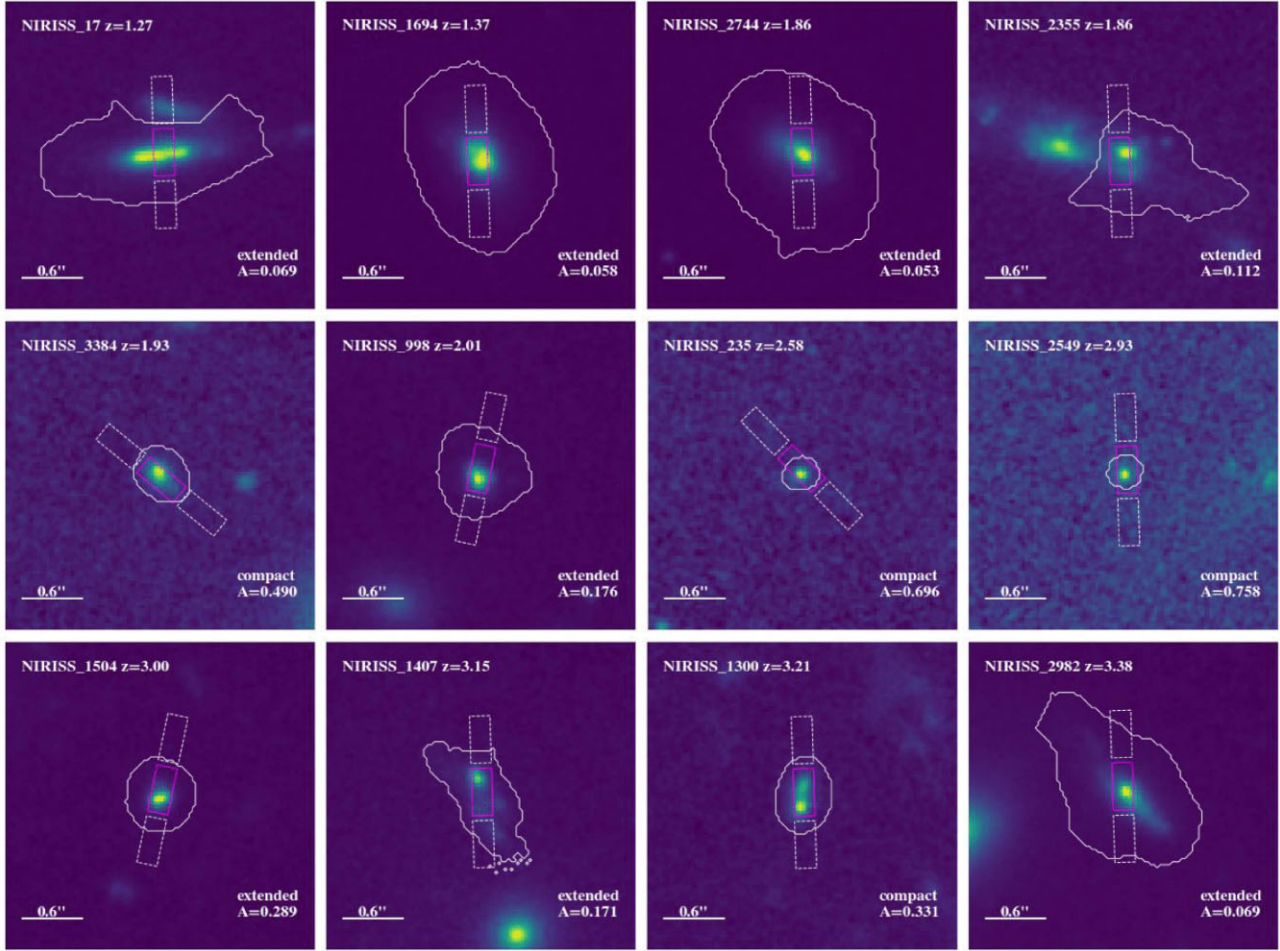 NIRISS_17 z=1.27
extended
A=0.069
0.6"
NIRISS_1694 z=1.37
extended
A=0.058
0.6"
NIRISS_2744 z=1.86
extended
A=0.053
0.6"
NIRISS_2355 z=1.86
extended
A=0.112
0.6"
NIRISS_3384 z=1.93
compact
A=0.490
0.6"
NIRISS_998 z=2.01
extended
A=0.176
0.6"
NIRISS_235 z=2.58
compact
A=0.696
0.6"
NIRISS_2549 z=2.93
compact
A=0.758
0.6"
NIRISS_1504 z=3.00
extended
A=0.289
0.6"
NIRISS_1407 z=3.15
extended
A=0.171
0.6"
NIRISS_1300 z=3.21
compact
A=0.331
0.6"
NIRISS_2982 z=3.38
extended
A=0.069
0.6"